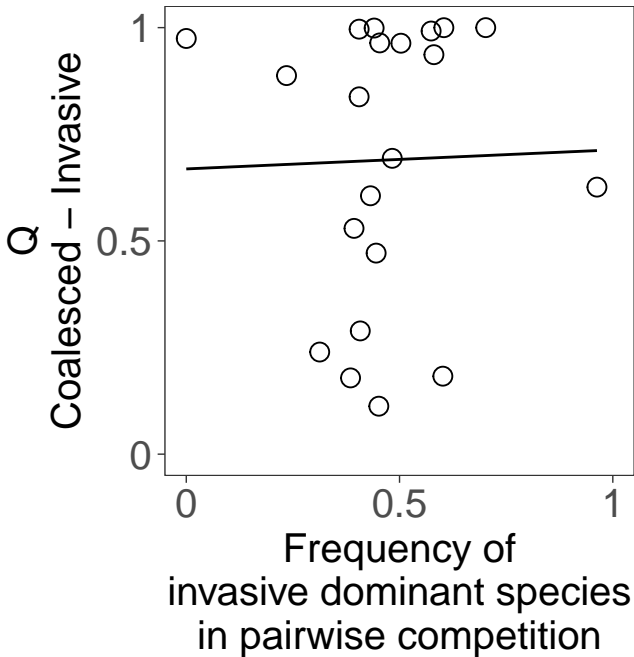 Q
Coalesced – Invasive
1
0.5
0
0
0.5
1
Frequency of
invasive dominant species
in pairwise competition